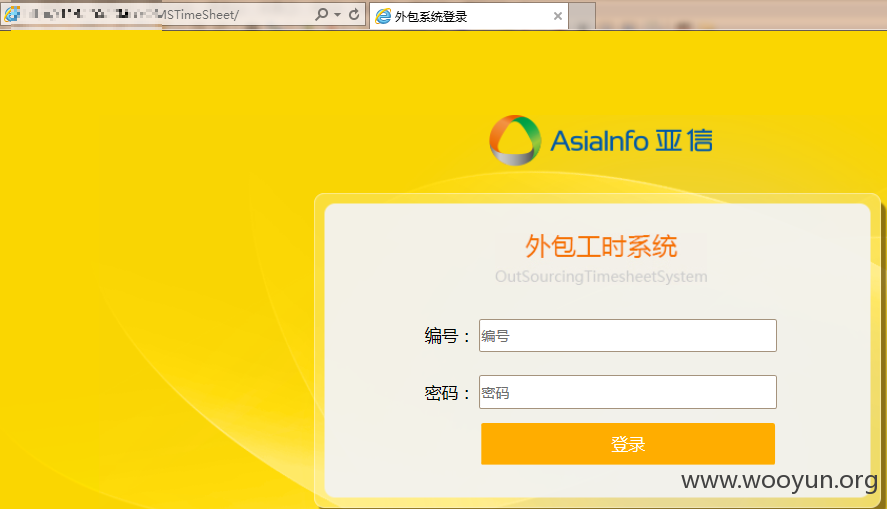 MSTimeSheet/
外包系统登录
AsiaInfo 亚信
外包工时系统
OutSourcingTimesheetSystem
编号： 编号
密码： 密码
登录
www.wooyun.org